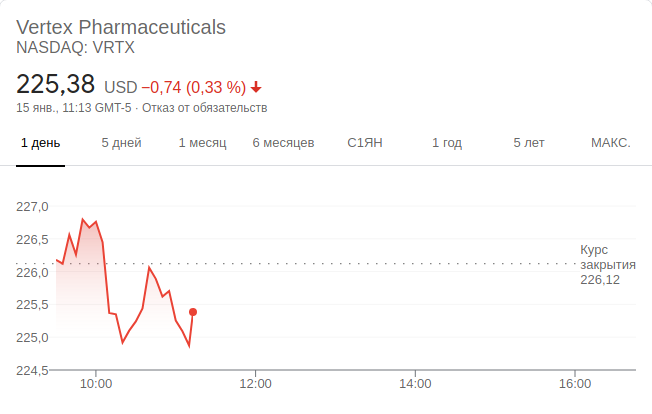 Vertex Pharmaceuticals
NASDAQ: VRTX
225,38 USD −0,74 (0,33 %)
15 янв., 11:13 GMT-5 · Отказ от обязательств
1 день 5 дней 1 месяц 6 месяцев С1ЯН 1 год 5 лет МАКС.
227,0
226,5
226,0
225,5
225,0
224,5
Курс
закрытия
226,12
10:00 12:00 14:00 16:00